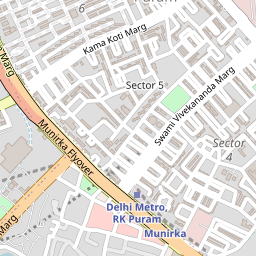 Puram
Kama Koti Marg
Marg
Sector 5
Swami Vivekananda Marg
Munirka Flyover
Sector
4
Delhi Metro,
RK Puram
Munirka
Marg